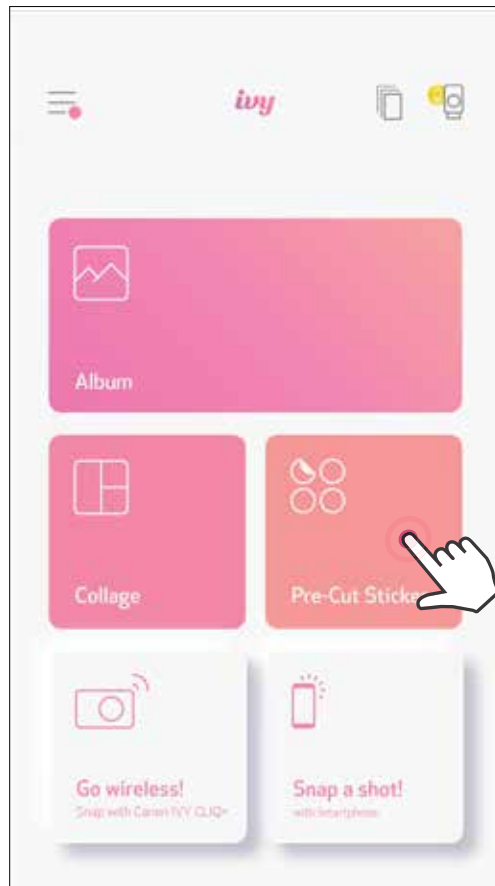 ivy
Album
Collage
Pre-Cut Sticke
Go wireless!
Snap with Canon IVY CLIQ+
Snap a shot!
with Smartphone